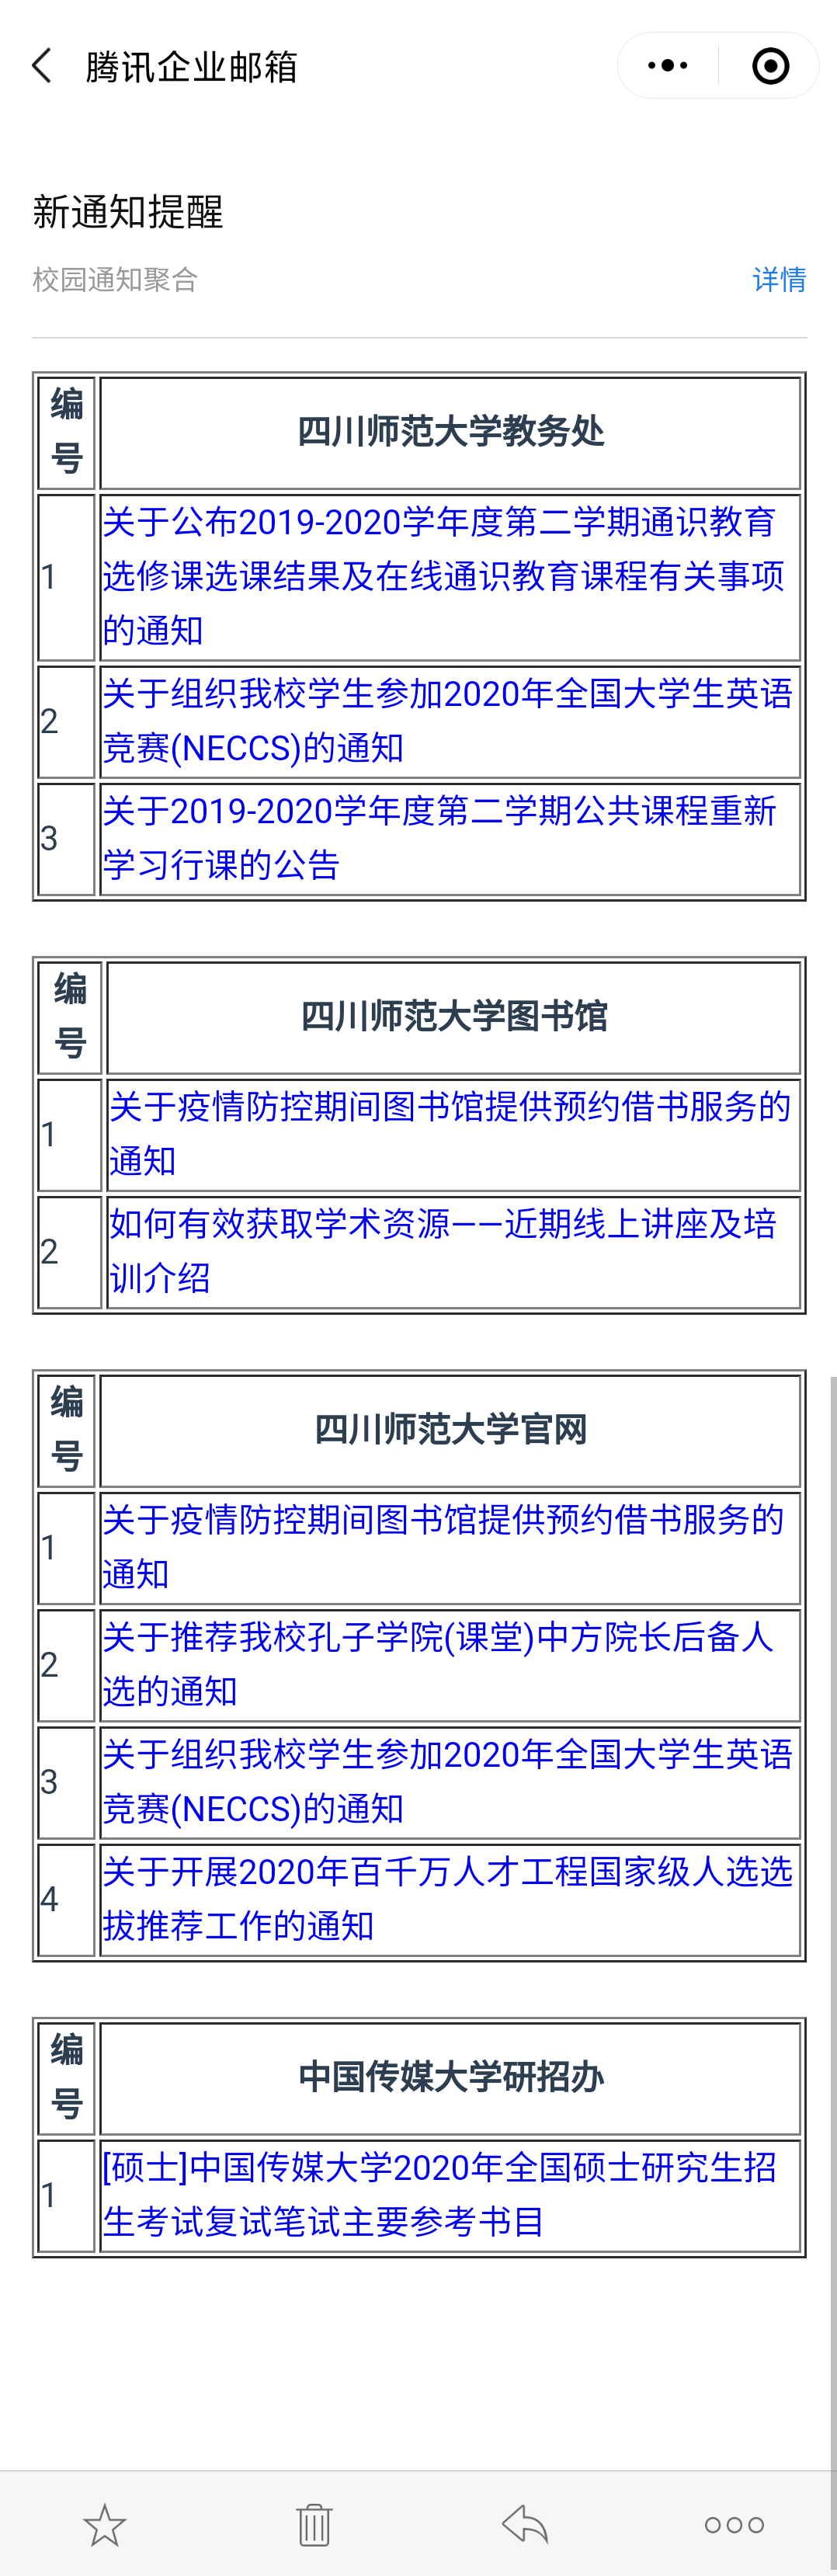 腾讯企业邮箱
新通知提醒
校园通知聚合
详情
编
号
四川师范大学教务处
1
关于公布2019-2020学年度第二学期通识教育
选修课选课结果及在线通识教育课程有关事项
的通知
2
关于组织我校学生参加2020年全国大学生英语
竞赛(NECCS)的通知
3
关于2019-2020学年度第二学期公共课程重新
学习行课的公告
编
号
四川师范大学图书馆
1
关于疫情防控期间图书馆提供预约借书服务的
通知
2
如何有效获取学术资源——近期线上讲座及培
训介绍
编
号
四川师范大学官网
1
关于疫情防控期间图书馆提供预约借书服务的
通知
2
关于推荐我校孔子学院(课堂)中方院长后备人
选的通知
3
关于组织我校学生参加2020年全国大学生英语
竞赛(NECCS)的通知
4
关于开展2020年百千万人才工程国家级人选选
拔推荐工作的通知
编
号
中国传媒大学研招办
1
[硕士]中国传媒大学2020年全国硕士研究生招
生考试复试笔试主要参考书目